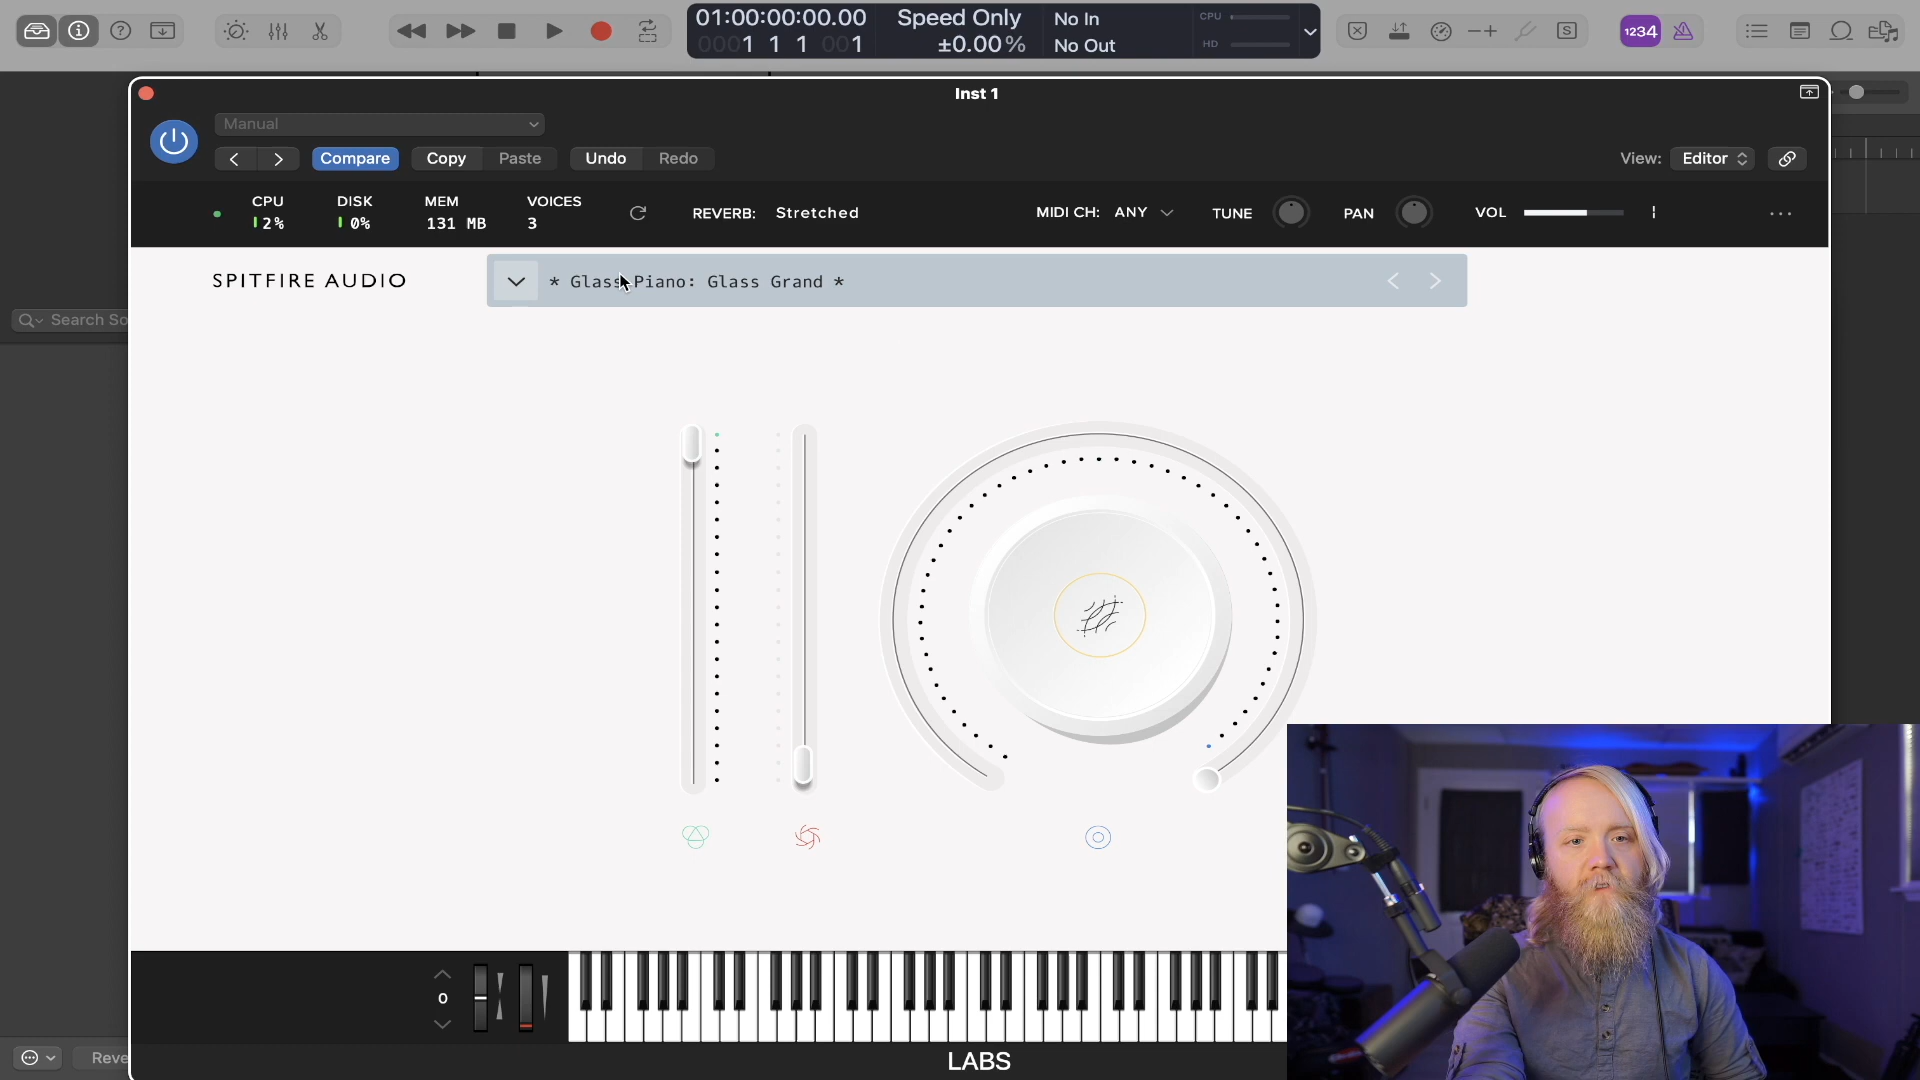 01:00:00:00.00
Speed Only
No In
CPU
0001 1 1 001
±0.00%
No Out
HD
1234
S
Inst 1
Manual
Compare
Copy
Paste
Undo
Redo
View:
Editor
CPU
2%
DISK
0%
MEM
131 MB
VOICES
3
REVERB: Stretched
MIDI CH: ANY
TUNE
PAN
VOL
SPITFIRE AUDIO
* Glass Piano: Glass Grand *
Search So
0
Reve
LABS